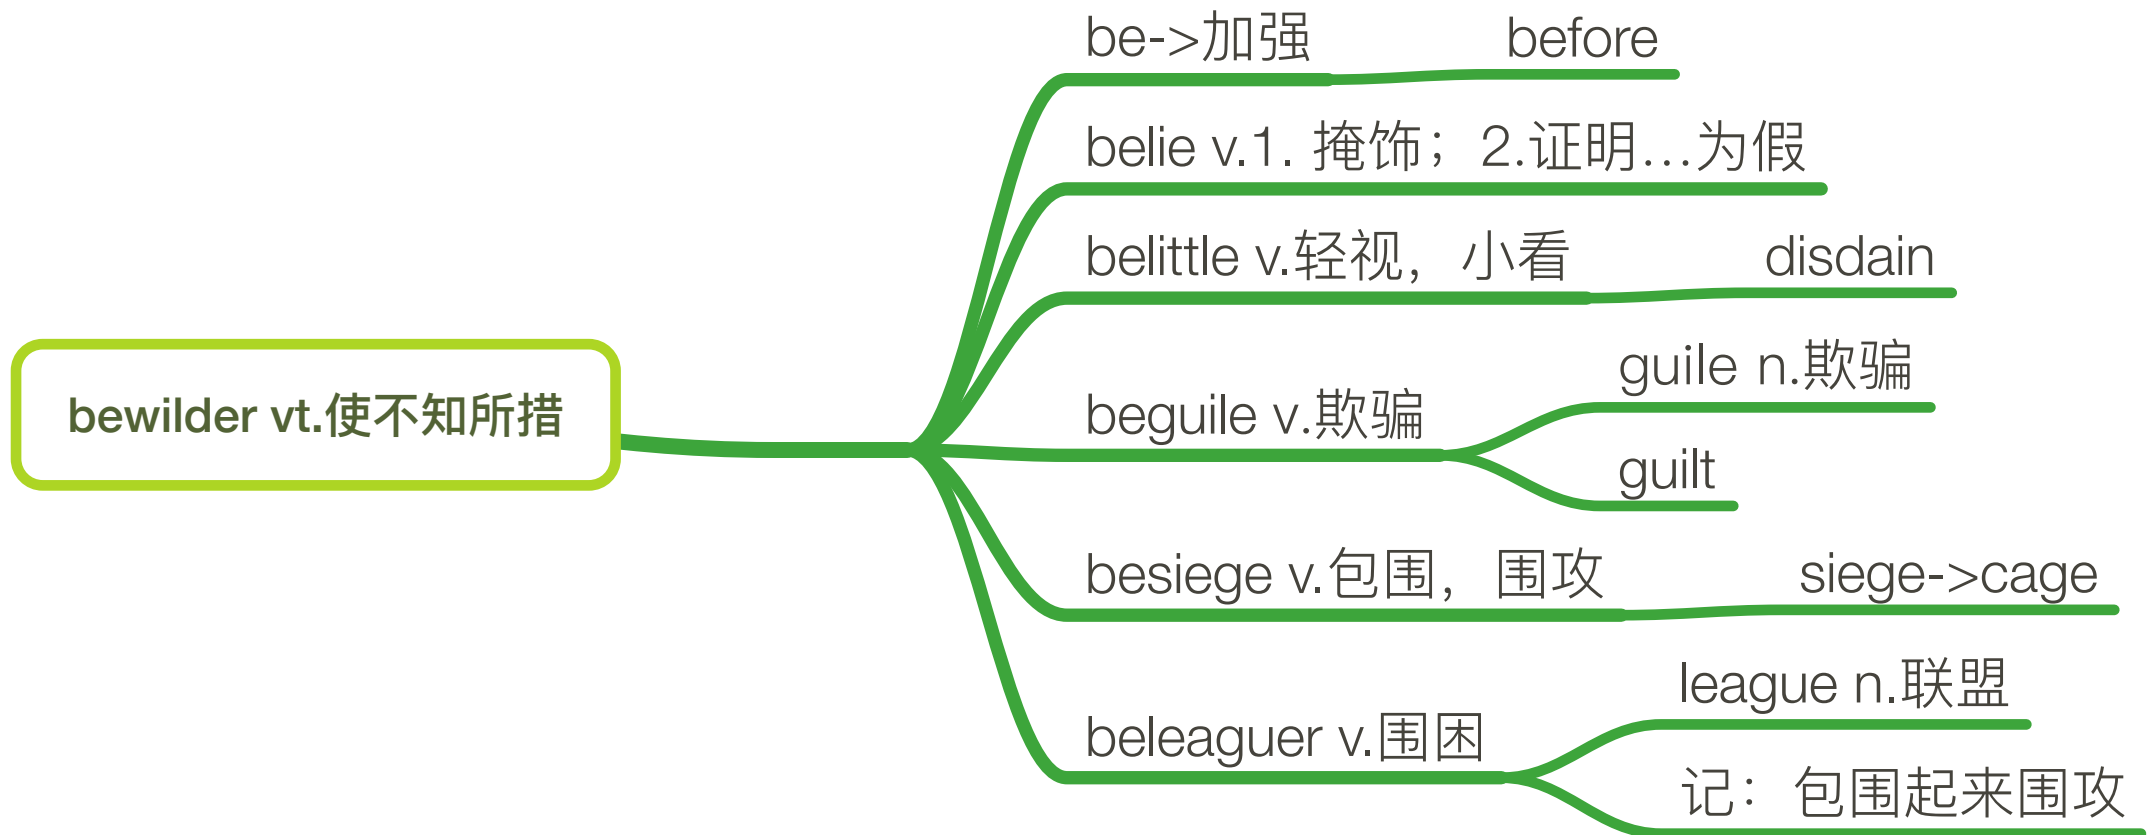 be->加强
before
belie v.1. 掩饰；2.证明…为假
belittle v.轻视，小看
disdain
bewilder vt.使不知所措
beguile v.欺骗
guile n.欺骗
guilt
besiege v.包围，围攻
siege->cage
beleaguer v.围困
league n.联盟
记：包围起来围攻